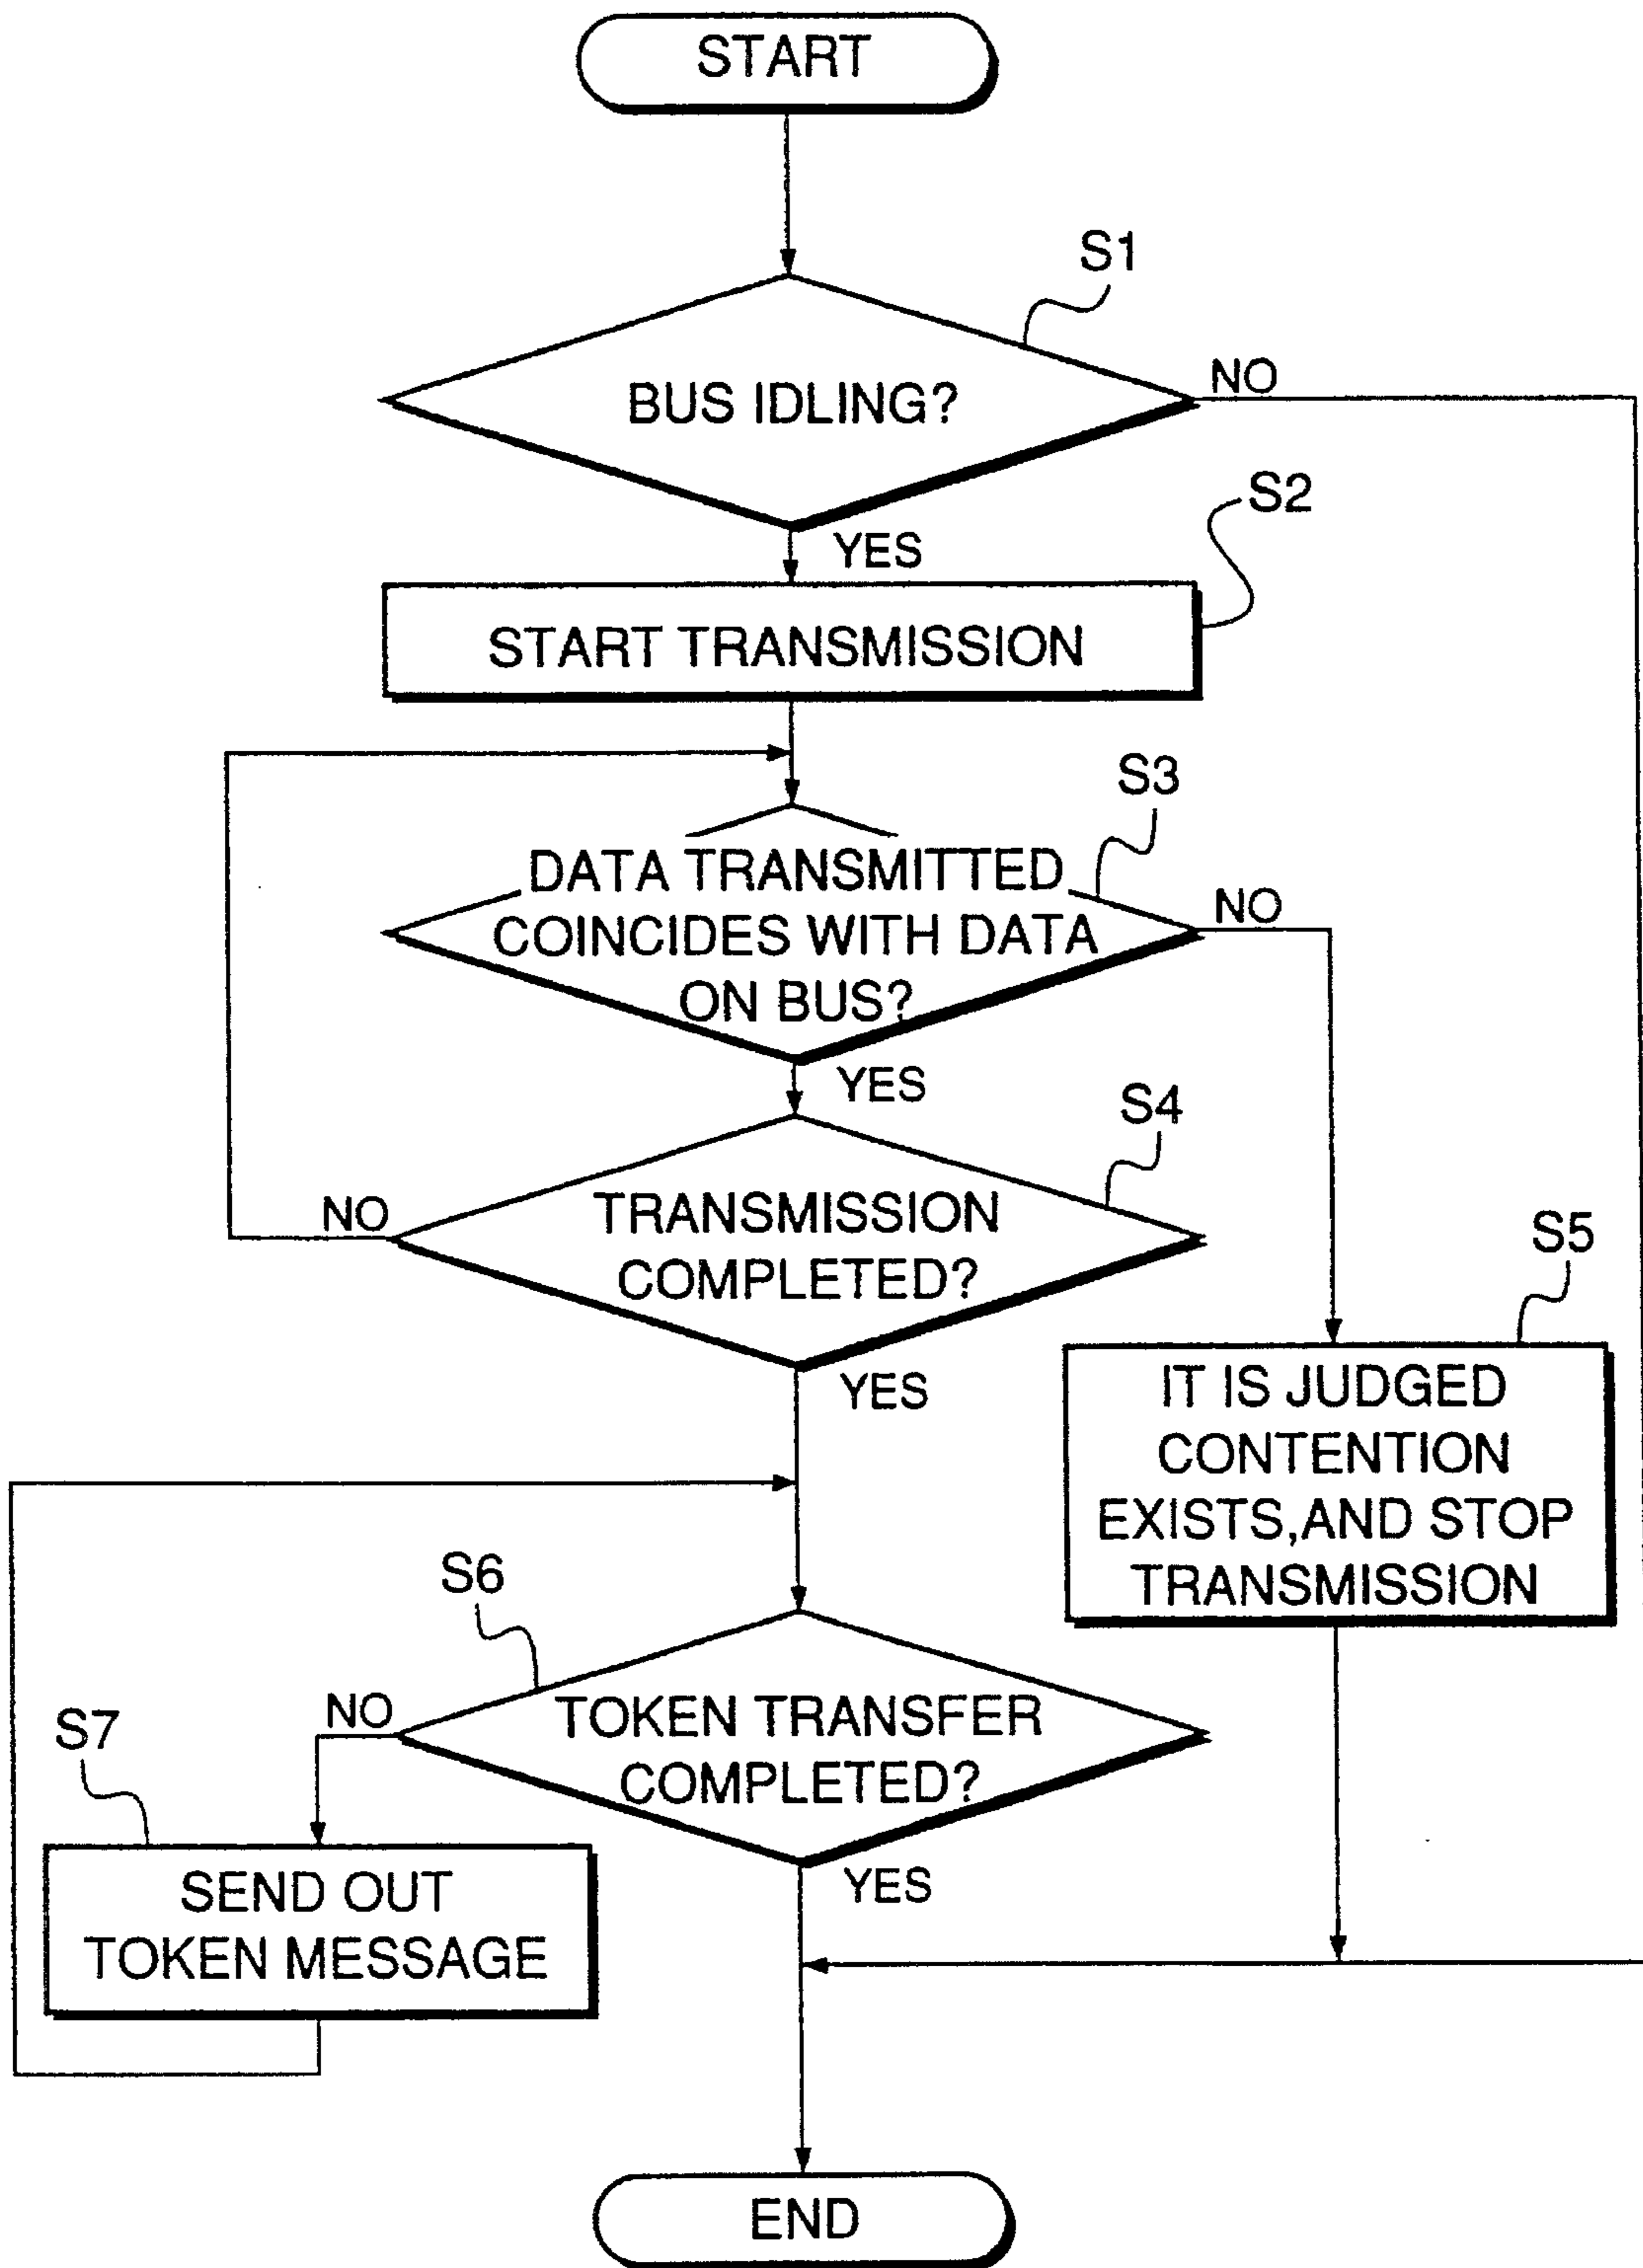 START
S1
BUS IDLING?
NO
YES
S2
START TRANSMISSION
S3
DATA TRANSMITTED
COINCIDES WITH DATA
ON BUS?
NO
YES
S4
TRANSMISSION
COMPLETED?
NO
YES
S5
IT IS JUDGED
CONTENTION
EXISTS,AND STOP
TRANSMISSION
S6
TOKEN TRANSFER
COMPLETED?
NO
YES
S7
SEND OUT
TOKEN MESSAGE
END